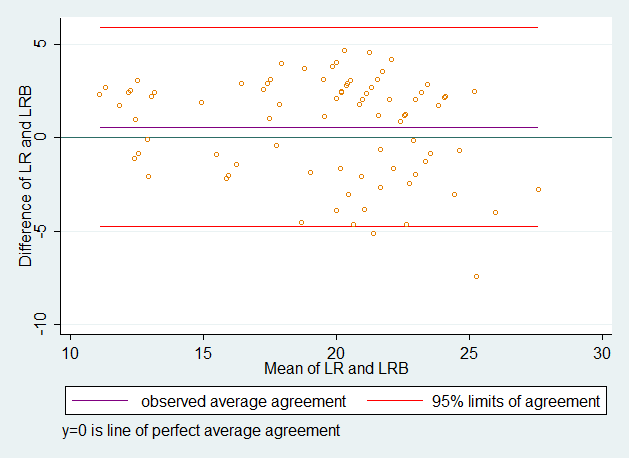 Difference of LR and LRB
5
0
-5
-10
10 15 20 25 30
Mean of LR and LRB
observed average agreement 95% limits of agreement
y=0 is line of perfect average agreement